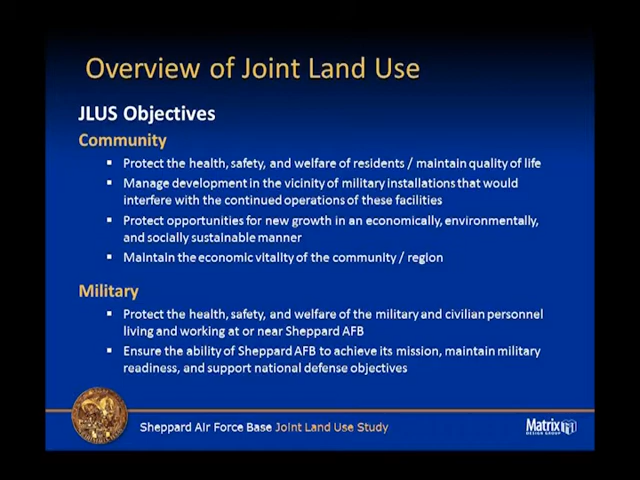 Overview of Joint Land Use
JLUS Objectives
Community
▪ Protect the health, safety, and welfare of residents / maintain quality of life
▪ Manage development in the vicinity of military installations that would
interfere with the continued operations of these facilities
▪ Protect opportunities for new growth in an economically, environmentally,
and socially sustainable manner
▪ Maintain the economic vitality of the community / region
Military
▪ Protect the health, safety, and welfare of the military and civilian personnel
living and working at or near Sheppard AFB
▪ Ensure the ability of Sheppard AFB to achieve its mission, maintain military
readiness, and support national defense objectives
Sheppard Air Force Base Joint Land Use Study
Matrix
DESIGN GROUP